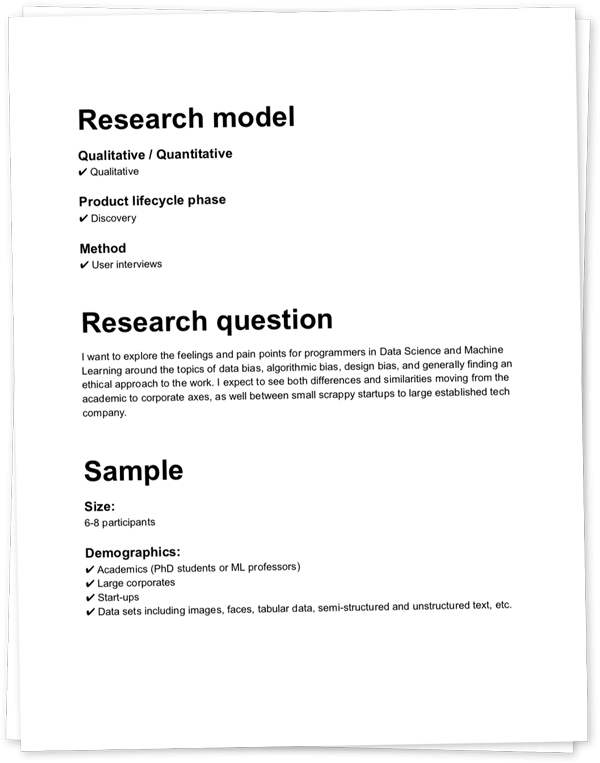 Research model
Qualitative / Quantitative
✔ Qualitative
Product lifecycle phase
✔ Discovery
Method
✔ User interviews
Research question
I want to explore the feelings and pain points for programmers in Data Science and Machine
Learning around the topics of data bias, algorithmic bias, design bias, and generally finding an
ethical approach to the work. I expect to see both differences and similarities moving from the
academic to corporate axes, as well between small scrappy startups to large established tech
company.
Sample
Size:
6-8 participants
Demographics:
✔ Academics (PhD students or ML professors)
✔ Large corporates
✔ Start-ups
✔ Data sets including images, faces, tabular data, semi-structured and unstructured text, etc.